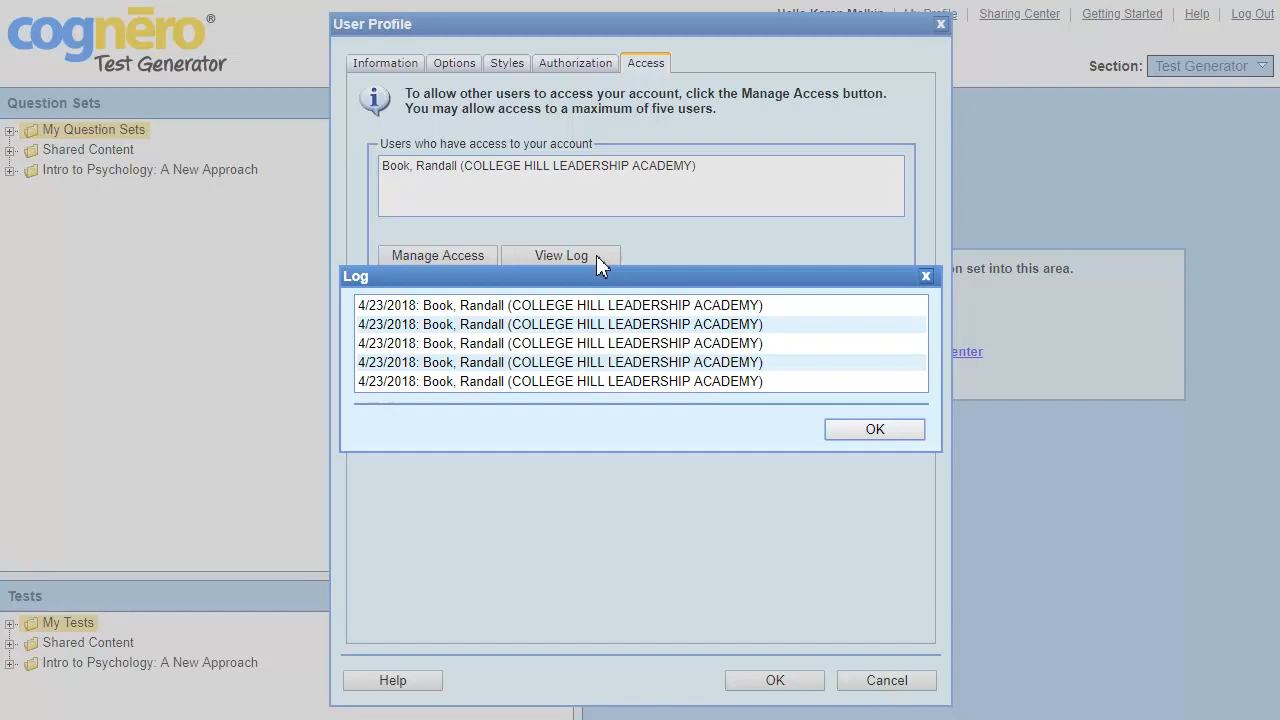 cognēro®
Test Generator
My Profile
Sharing Center
Getting Started
Help
Log Out
Section:
Test Generator
Question Sets
My Question Sets
Shared Content
Intro to Psychology: A New Approach
Tests
My Tests
Shared Content
Intro to Psychology: A New Approach
User Profile
Information
Options
Styles
Authorization
Access
To allow other users to access your account, click the Manage Access button.
You may allow access to a maximum of five users.
Users who have access to your account
Book, Randall (COLLEGE HILL LEADERSHIP ACADEMY)
Manage Access
View Log
Log
4/23/2018: Book, Randall (COLLEGE HILL LEADERSHIP ACADEMY)
4/23/2018: Book, Randall (COLLEGE HILL LEADERSHIP ACADEMY)
4/23/2018: Book, Randall (COLLEGE HILL LEADERSHIP ACADEMY)
4/23/2018: Book, Randall (COLLEGE HILL LEADERSHIP ACADEMY)
4/23/2018: Book, Randall (COLLEGE HILL LEADERSHIP ACADEMY)
OK
Help
OK
Cancel
on set into this area.
enter